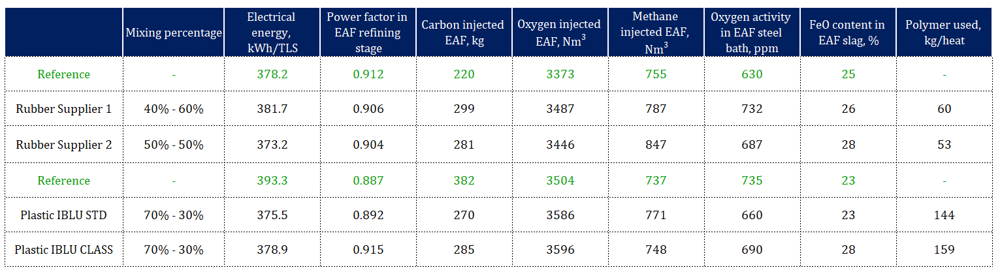 Mixing percentage | Electrical energy, kWh/TLS | Power factor in EAF refining stage | Carbon injected EAF, kg | Oxygen injected EAF, Nm³ | Methane injected EAF, Nm³ | Oxygen activity in EAF steel bath, ppm | FeO content in EAF slag, % | Polymer used, kg/heat
Reference | - | 378.2 | 0.912 | 220 | 3373 | 755 | 630 | 25 | -
Rubber Supplier 1 | 40% - 60% | 381.7 | 0.906 | 299 | 3487 | 787 | 732 | 26 | 60
Rubber Supplier 2 | 50% - 50% | 373.2 | 0.904 | 281 | 3446 | 847 | 687 | 28 | 53
Reference | - | 393.3 | 0.887 | 382 | 3504 | 737 | 735 | 23 | -
Plastic IBLU STD | 70% - 30% | 375.5 | 0.892 | 270 | 3586 | 771 | 660 | 23 | 144
Plastic IBLU CLASS | 70% - 30% | 378.9 | 0.915 | 285 | 3596 | 748 | 690 | 28 | 159